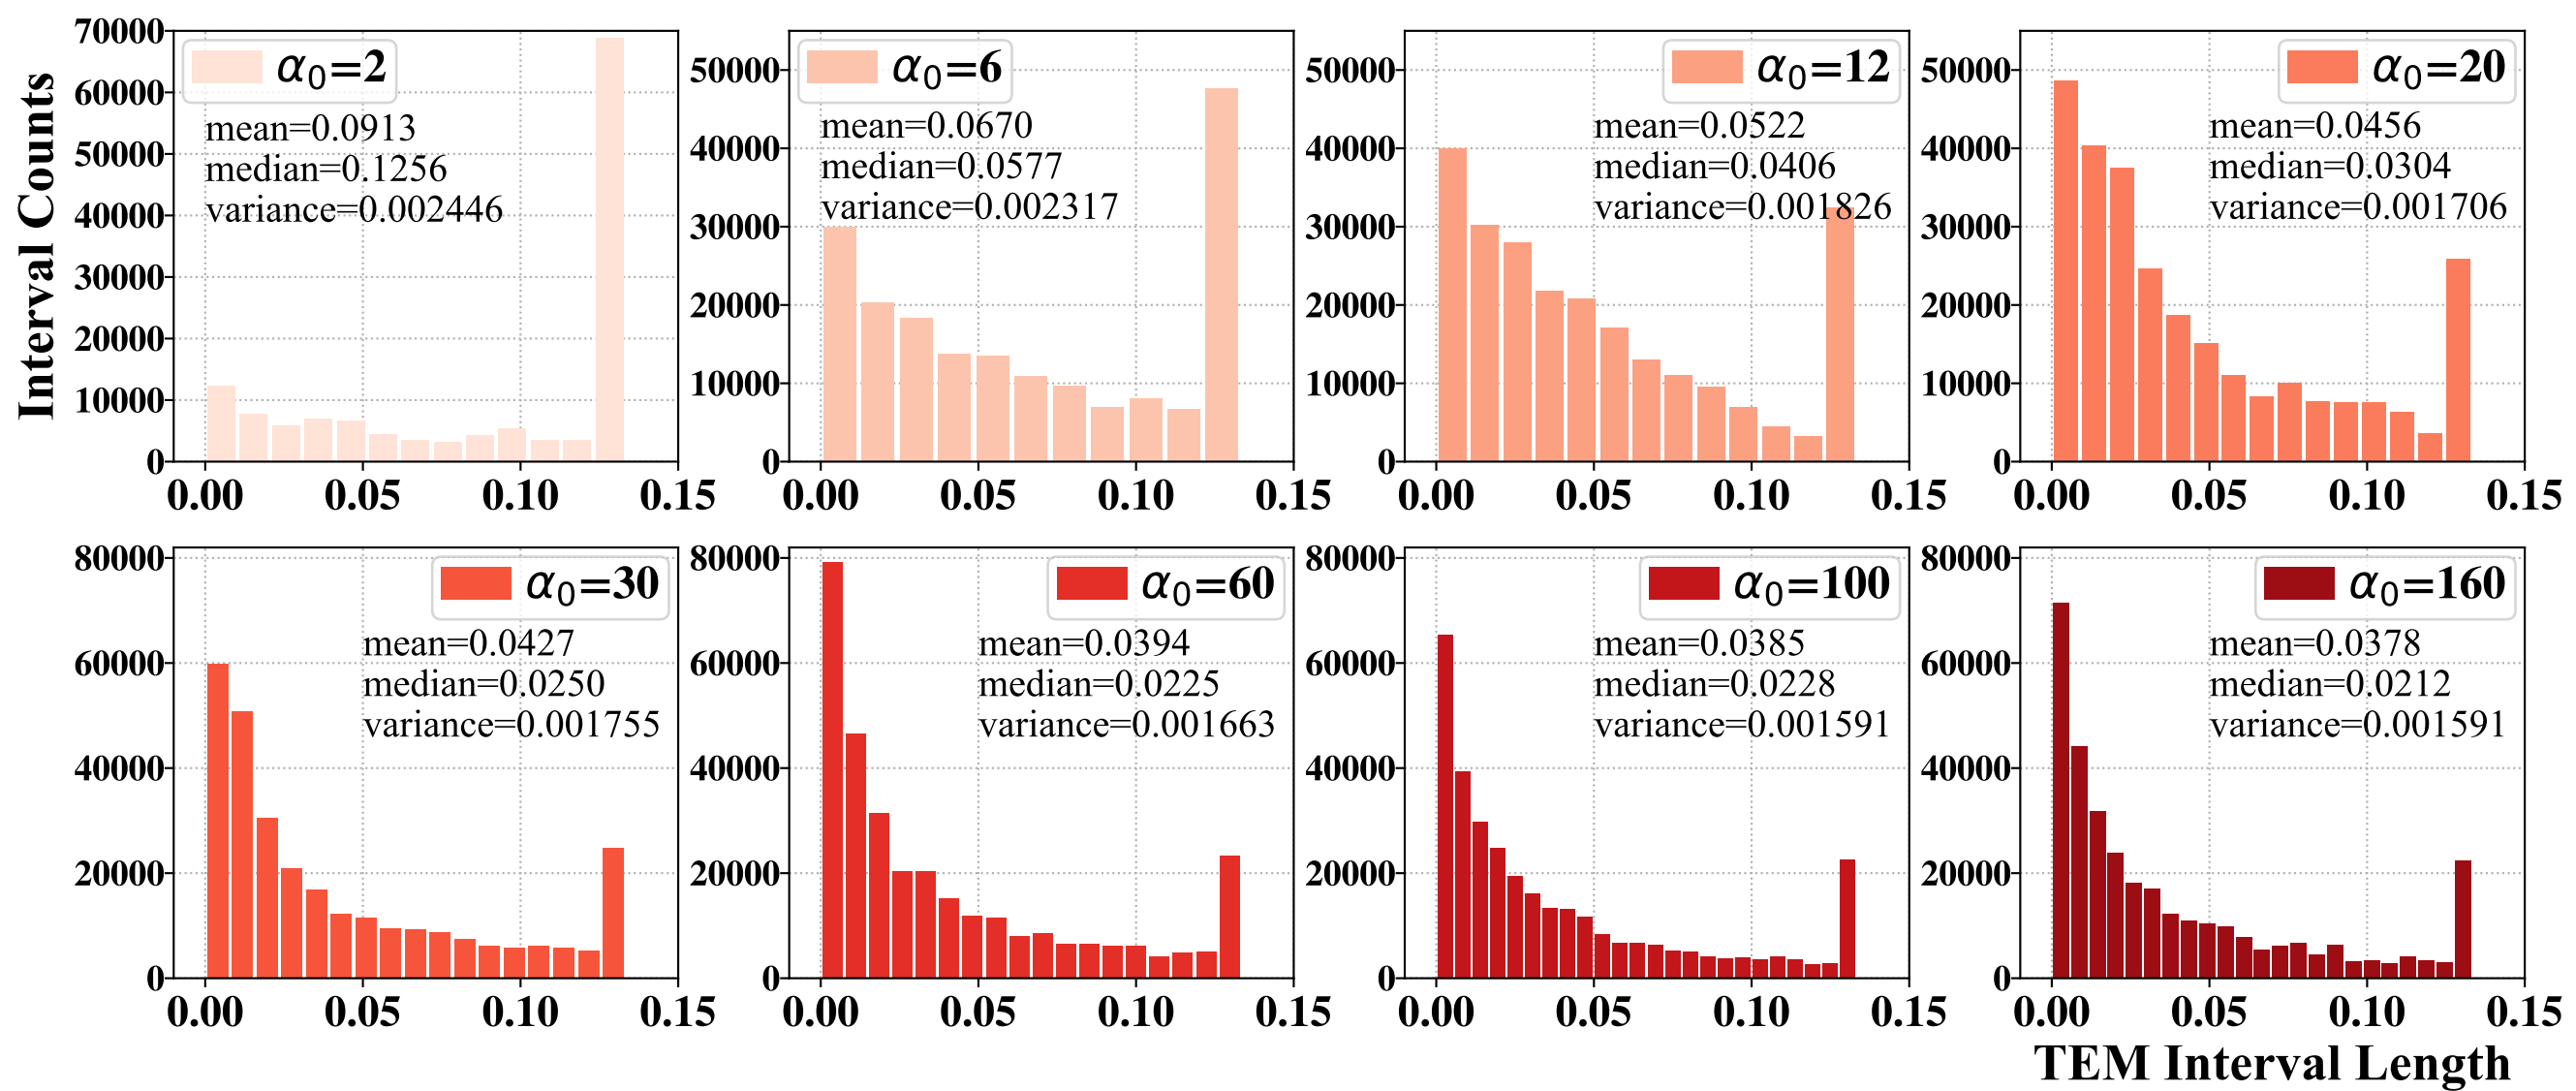 Interval Counts
70000
60000
50000
40000
30000
20000
10000
0
α0=2
mean=0.0913
median=0.1256
variance=0.002446
0.00 0.05 0.10 0.15
50000
40000
30000
20000
10000
0
α0=6
mean=0.0670
median=0.0577
variance=0.002317
0.00 0.05 0.10 0.15
50000
40000
30000
20000
10000
0
α0=12
mean=0.0522
median=0.0406
variance=0.001826
0.00 0.05 0.10 0.15
50000
40000
30000
20000
10000
0
α0=20
mean=0.0456
median=0.0304
variance=0.001706
0.00 0.05 0.10 0.15
80000
60000
40000
20000
0
α0=30
mean=0.0427
median=0.0250
variance=0.001755
0.00 0.05 0.10 0.15
80000
60000
40000
20000
0
α0=60
mean=0.0394
median=0.0225
variance=0.001663
0.00 0.05 0.10 0.15
80000
60000
40000
20000
0
α0=100
mean=0.0385
median=0.0228
variance=0.001591
0.00 0.05 0.10 0.15
80000
60000
40000
20000
0
α0=160
mean=0.0378
median=0.0212
variance=0.001591
0.00 0.05 0.10 0.15
TEM Interval Length